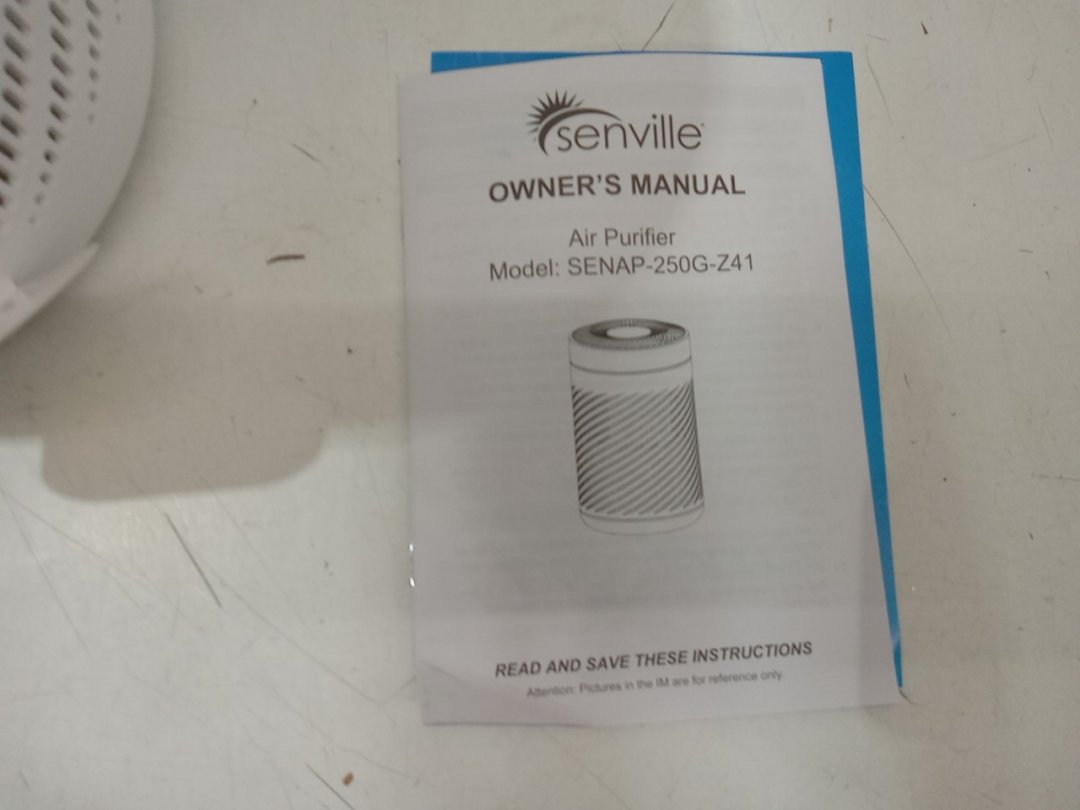 senville
OWNER'S MANUAL
Air Purifier
Model: SENAP-250G-Z41
READ AND SAVE THESE INSTRUCTIONS
Attention: Pictures in the IM are for reference only.